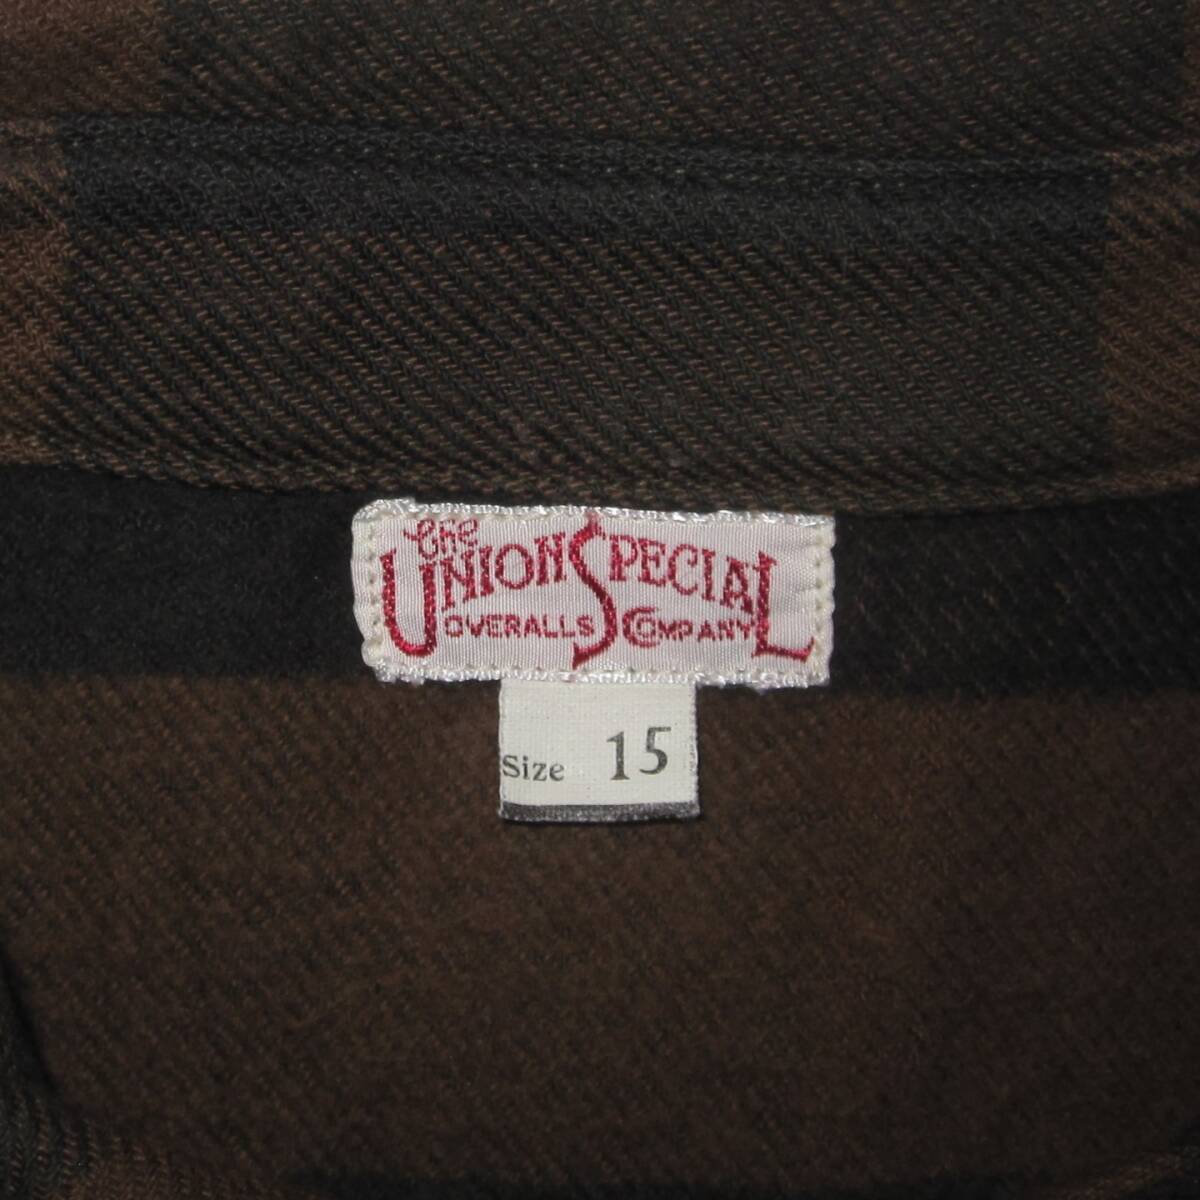 the
UNION SPECIAL
OVERALLS COMPANY
Size 15